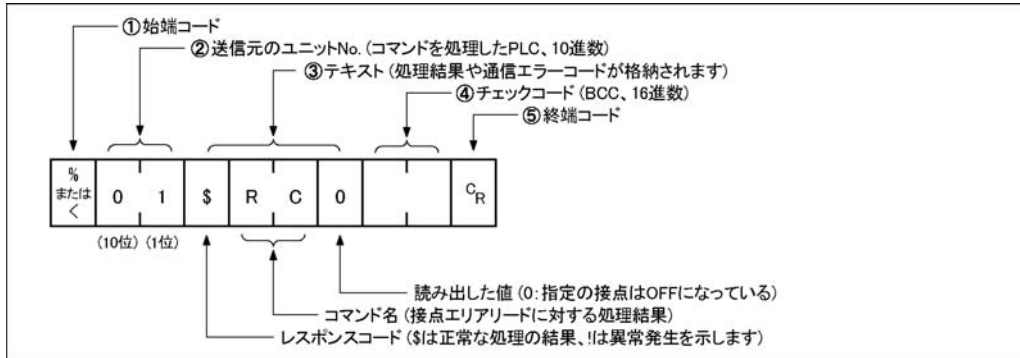 ①始端コード
②送信元のユニットNo. (コマンドを処理したPLC、10進数)
③テキスト (処理結果や通信エラーコードが格納されます)
④チェックコード (BCC、16進数)
⑤終端コード
%
または
<
0 1 $ R C 0 CR
(10位) (1位)
読み出した値 (0:指定の接点はOFFになっている)
コマンド名 (接点エリアリードに対する処理結果)
レスポンスコード ($は正常な処理の結果、!は異常発生を示します)